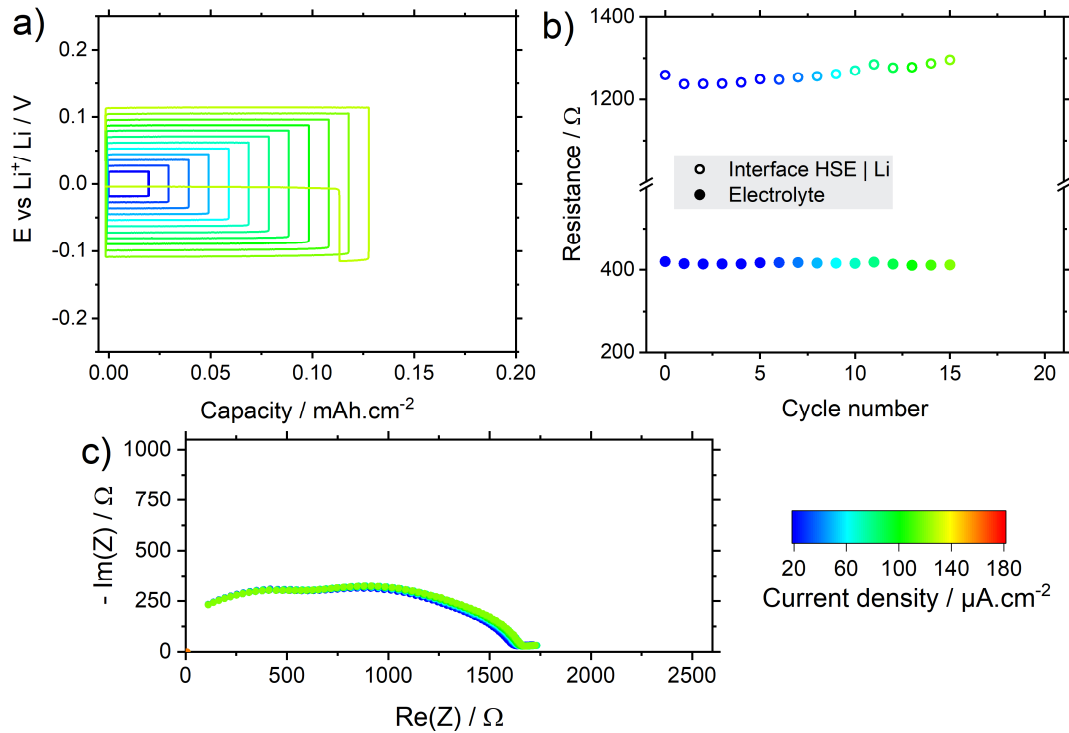 a)
E vs Li⁺/ Li / V
0.2
0.1
0.0
-0.1
-0.2
0.00 0.05 0.10 0.15 0.20
Capacity / mAh.cm⁻²
b)
Resistance / Ω
1400
1200
400
200
Interface HSE | Li
Electrolyte
0 5 10 15 20
Cycle number
c)
- Im(Z) / Ω
1000
750
500
250
0
0 500 1000 1500 2000 2500
Re(Z) / Ω
20 60 100 140 180
Current density / µA.cm⁻²